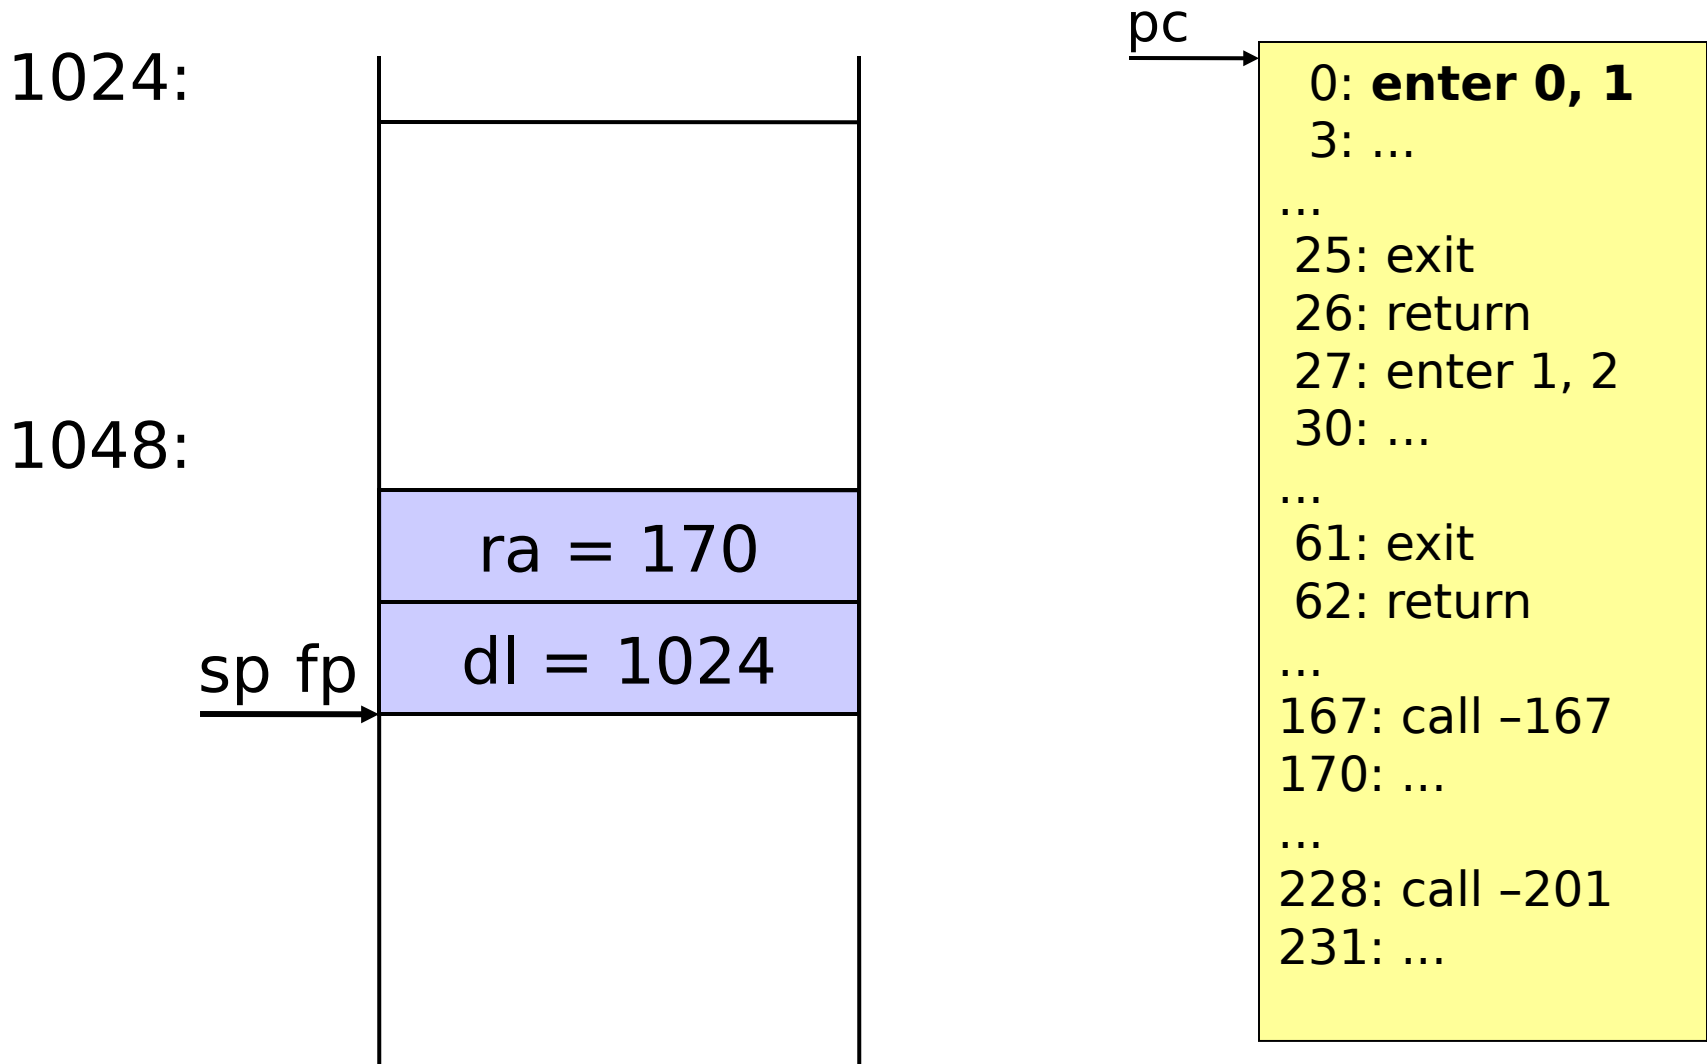 1024:
1048:
ra = 170
dl = 1024
sp fp
pc
0: enter 0, 1
3: ...
...
25: exit
26: return
27: enter 1, 2
30: ...
...
61: exit
62: return
...
167: call –167
170: ...
...
228: call –201
231: ...